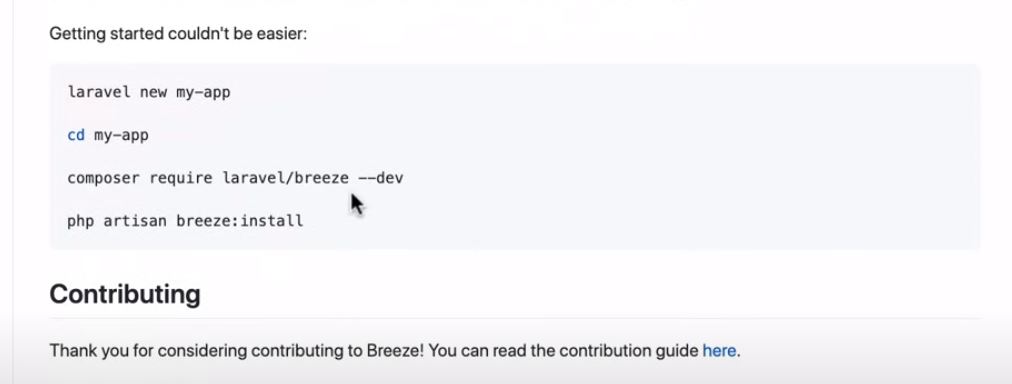 Getting started couldn't be easier:
laravel new my-app
cd my-app
composer require laravel/breeze --dev
php artisan breeze:install
Contributing
Thank you for considering contributing to Breeze! You can read the contribution guide here.